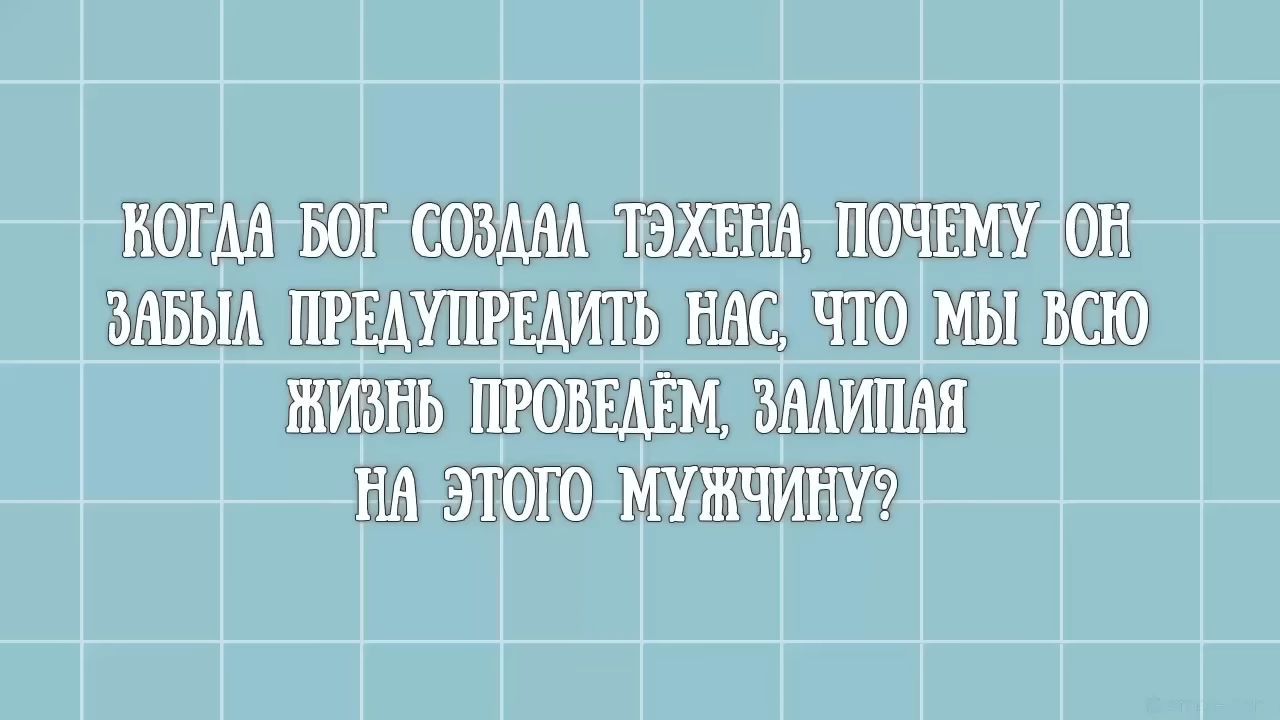 КОГДА БОГ СОЗДАЛ ТЭХЕНА, ПОЧЕМУ ОН
ЗАБЫЛ ПРЕДУПРЕДИТЬ НАС, ЧТО МЫ ВСЮ
ЖИЗНЬ ПРОВЕДЁМ, ЗАЛИПАЯ
НА ЭТОГО МУЖЧИНУ?